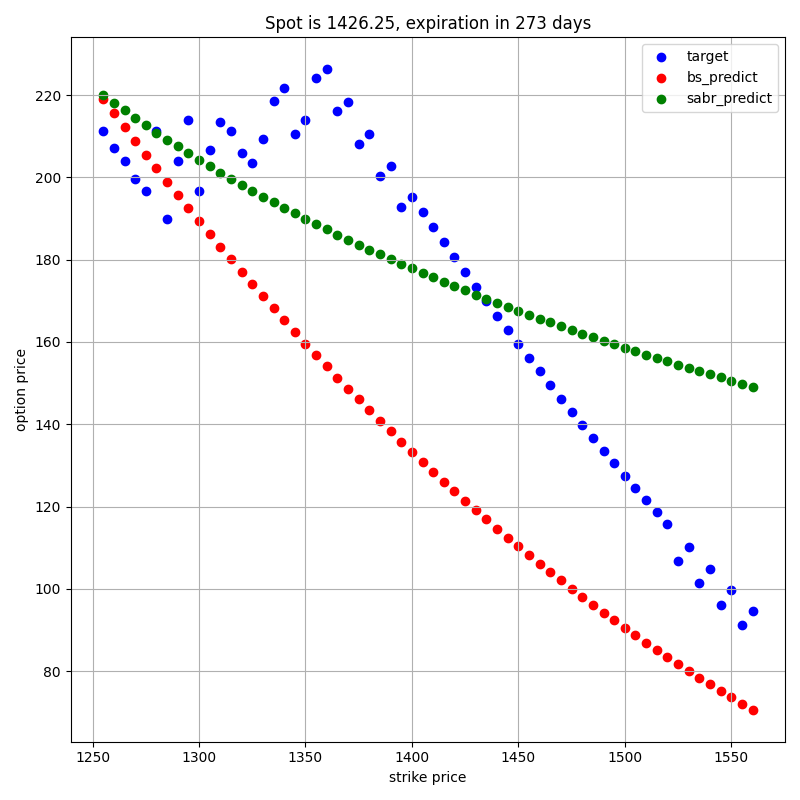 Spot is 1426.25, expiration in 273 days
target
bs_predict
sabr_predict
220
200
180
160
140
120
100
80
option price
1250
1300
1350
1400
1450
1500
1550
strike price